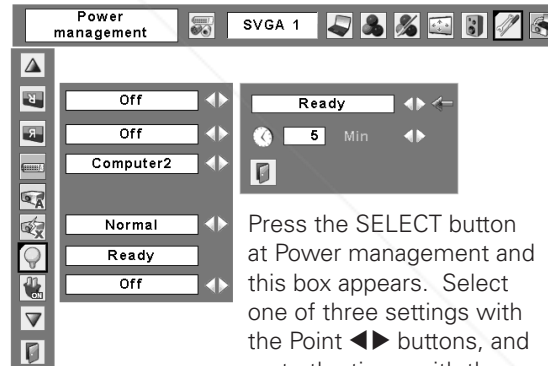 Power
management
SVGA 1
Off
Off
Computer2
Normal
Ready
Off
Ready
5 Min
Press the SELECT button
at Power management and
this box appears. Select
one of three settings with
the Point ◀▶ buttons, and